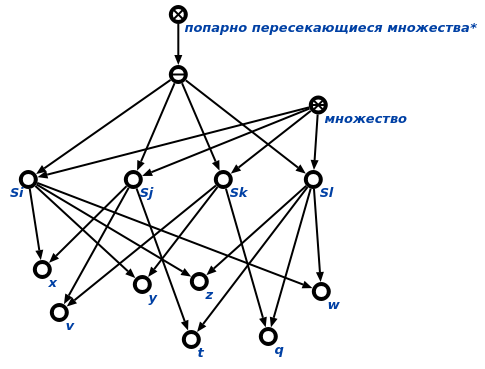 попарно пересекающиеся множества*
множество
Si
Sj
Sk
Sl
x
y
z
w
v
t
q